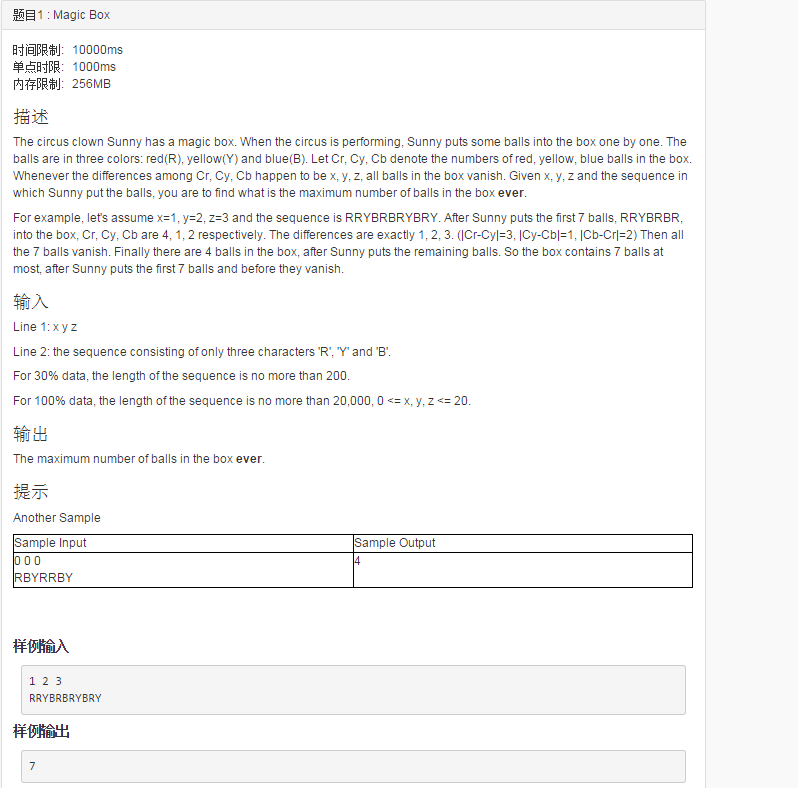 题目1 : Magic Box
时间限制: 10000ms
单点时限: 1000ms
内存限制: 256MB
描述
The circus clown Sunny has a magic box. When the circus is performing, Sunny puts some balls into the box one by one. The
balls are in three colors: red(R), yellow(Y) and blue(B). Let Cr, Cy, Cb denote the numbers of red, yellow, blue balls in the box.
Whenever the differences among Cr, Cy, Cb happen to be x, y, z, all balls in the box vanish. Given x, y, z and the sequence in
which Sunny put the balls, you are to find what is the maximum number of balls in the box ever.
For example, let's assume x=1, y=2, z=3 and the sequence is RRYBRBRYBRY. After Sunny puts the first 7 balls, RRYBRBR,
into the box, Cr, Cy, Cb are 4, 1, 2 respectively. The differences are exactly 1, 2, 3. (|Cr-Cy|=3, |Cy-Cb|=1, |Cb-Cr|=2) Then all
the 7 balls vanish. Finally there are 4 balls in the box, after Sunny puts the remaining balls. So the box contains 7 balls at
most, after Sunny puts the first 7 balls and before they vanish.
输入
Line 1: x y z
Line 2: the sequence consisting of only three characters 'R', 'Y' and 'B'.
For 30% data, the length of the sequence is no more than 200.
For 100% data, the length of the sequence is no more than 20,000, 0 <= x, y, z <= 20.
输出
The maximum number of balls in the box ever.
提示
Another Sample
Sample Input Sample Output
0 0 0 4
RBYRRBY
样例输入
1 2 3
RRYBRBRYBRY
样例输出
7